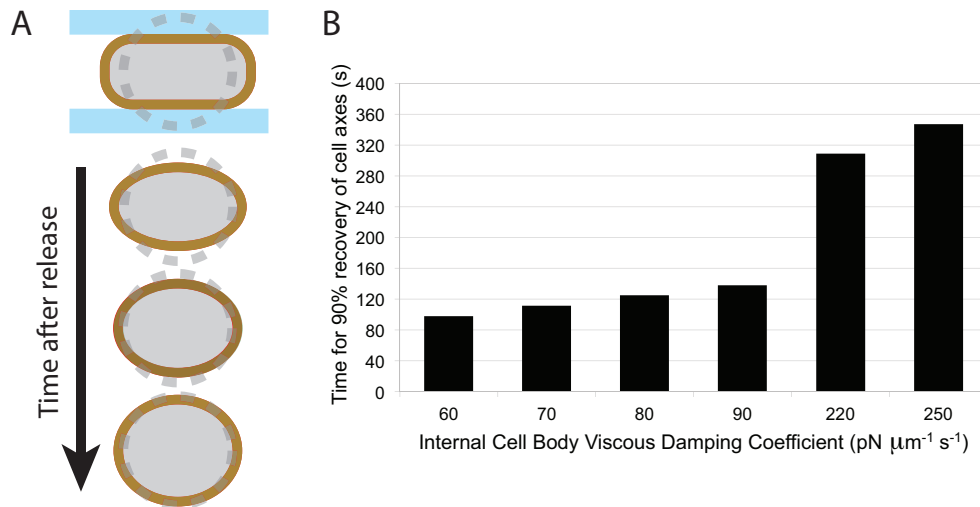 A
B
Time after release
Time for 90% recovery of cell axes (s)
400
360
320
280
240
200
160
120
80
40
0
60 70 80 90 220 250
Internal Cell Body Viscous Damping Coefficient (pN μm⁻¹ s⁻¹)